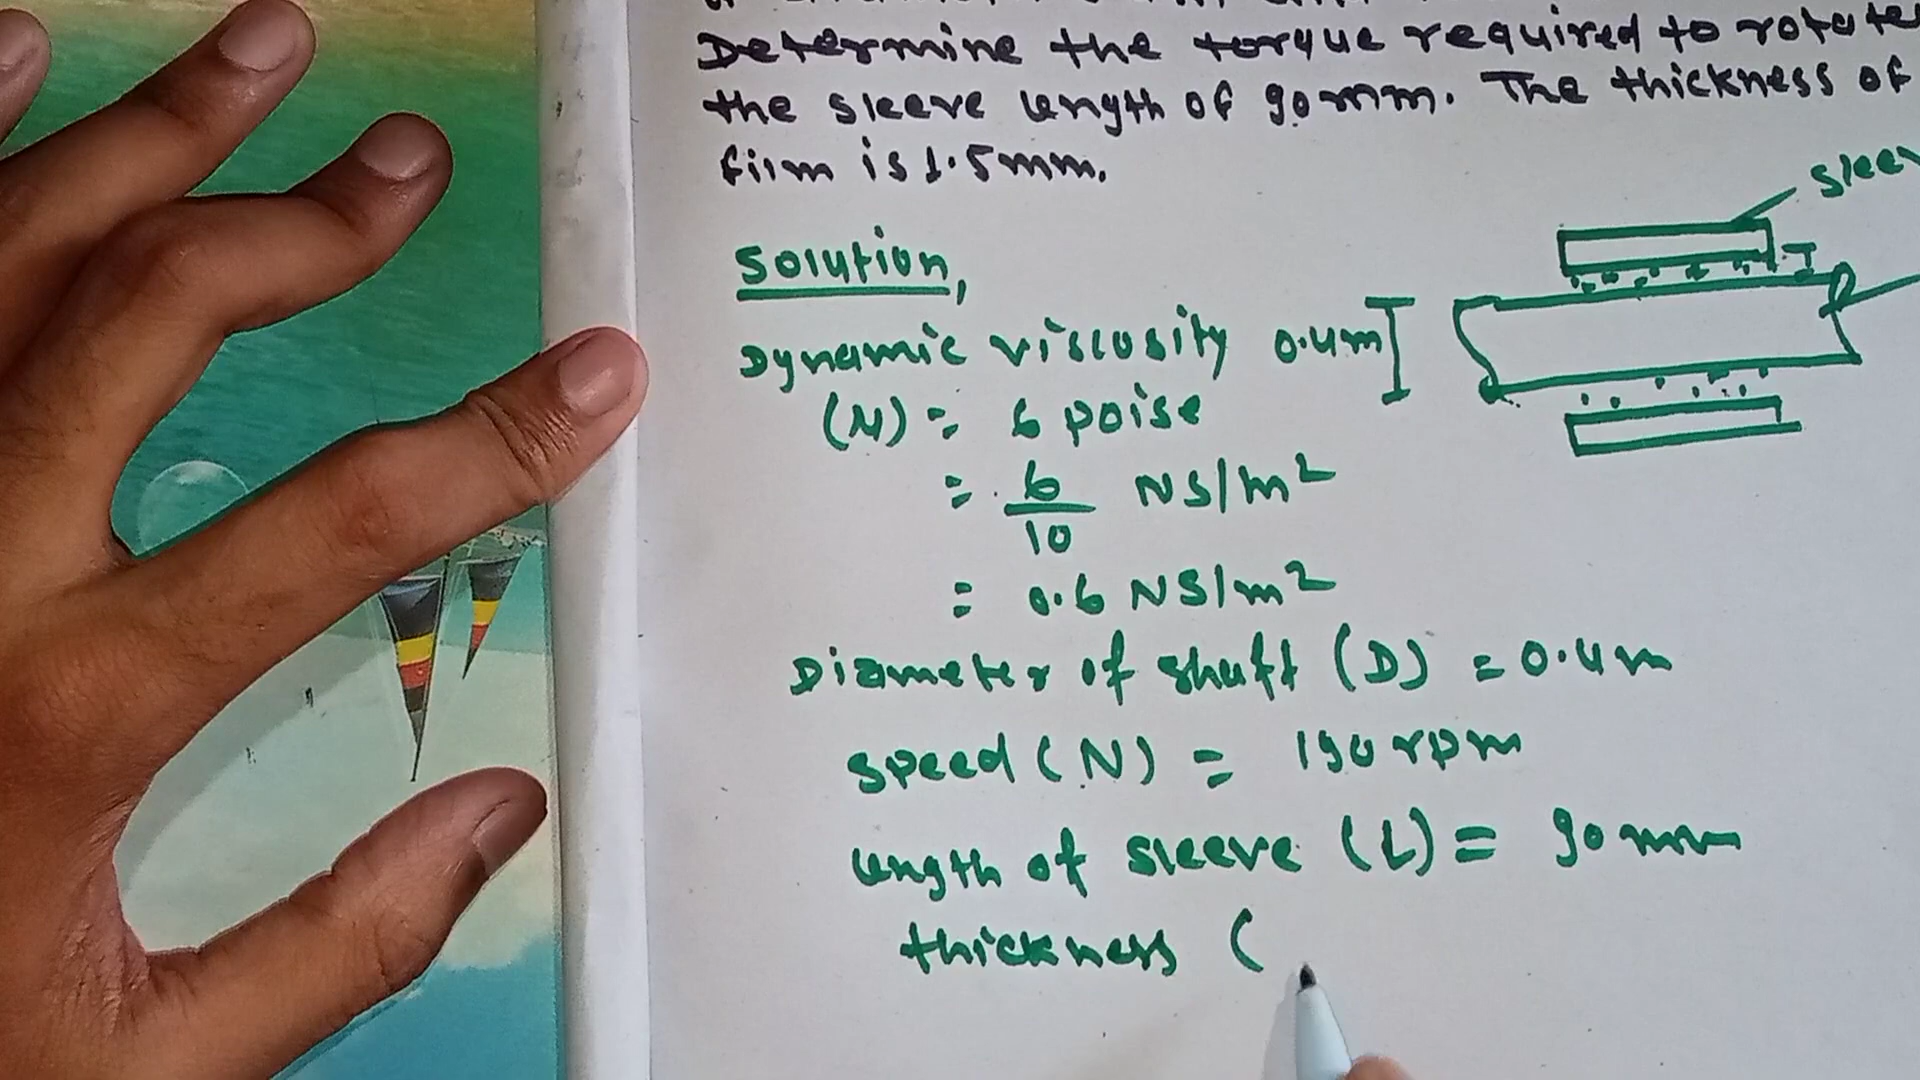 Determine the torque required to rotate
the sleeve length of 90mm. The thickness of
film is 1.5mm.
Solution,
Dynamic viscosity
0.4m
(μ) = 6 poise
= 6/10 NS/m²
= 0.6 NS/m²
Diameter of shaft (D) = 0.4m
Speed (N) = 190 rpm
length of sleeve (L) = 90 mm
thickness (